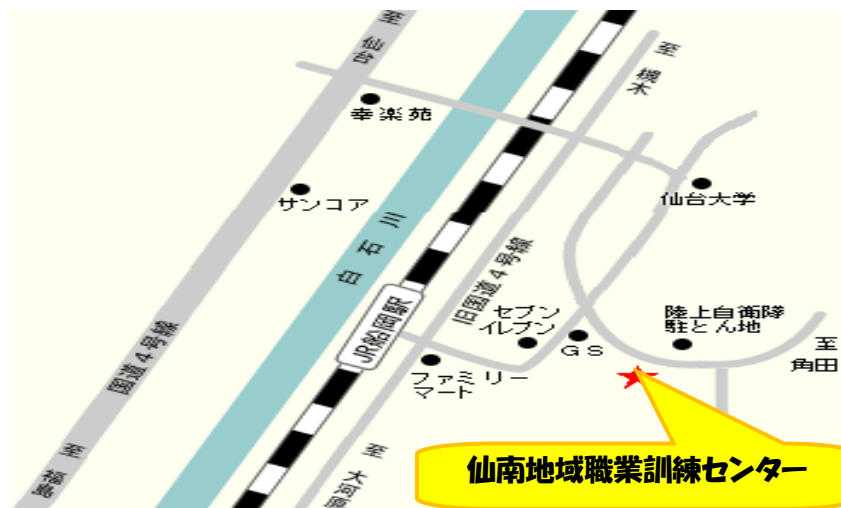 至
仙台
至
槻木
幸楽苑
仙台大学
サンコア
白石川
旧国道4号線
セブン
イレブン
陸上自衛隊
駐とん地
JR船岡駅
GS
至
角田
国道4号線
ファミリー
マート
至
福島
至
大河原
仙南地域職業訓練センター